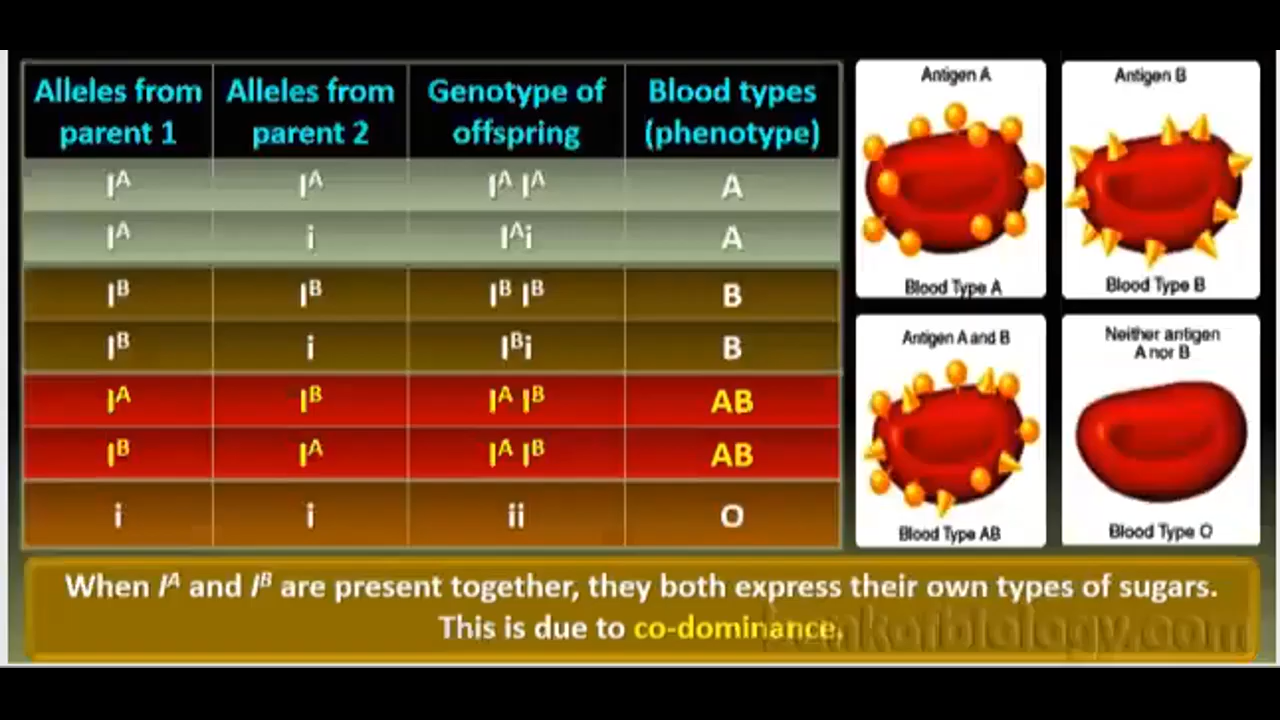 Alleles from parent 1 Alleles from parent 2 Genotype of offspring Blood types (phenotype)
Iᴬ Iᴬ Iᴬ Iᴬ A
Iᴬ i Iᴬi A
Iᴮ Iᴮ Iᴮ Iᴮ B
Iᴮ i Iᴮi B
Iᴬ Iᴮ Iᴬ Iᴮ AB
Iᴮ Iᴬ Iᴬ Iᴮ AB
i i ii O
Antigen A
Blood Type A
Antigen B
Blood Type B
Antigen A and B
Blood Type AB
Neither antigen
A nor B
Blood Type O
When Iᴬ and Iᴮ are present together, they both express their own types of sugars.
This is due to co-dominance.